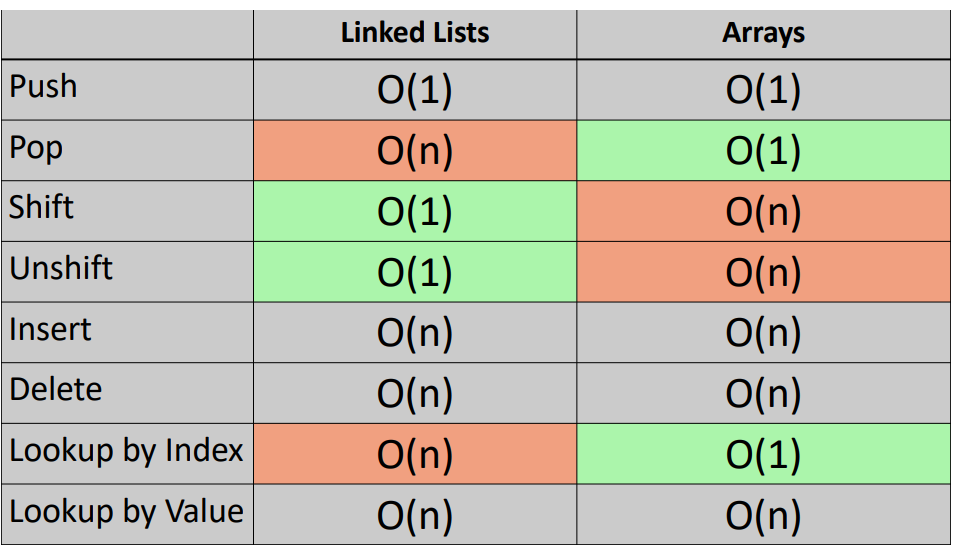 Linked Lists Arrays
Push O(1) O(1)
Pop O(n) O(1)
Shift O(1) O(n)
Unshift O(1) O(n)
Insert O(n) O(n)
Delete O(n) O(n)
Lookup by Index O(n) O(1)
Lookup by Value O(n) O(n)